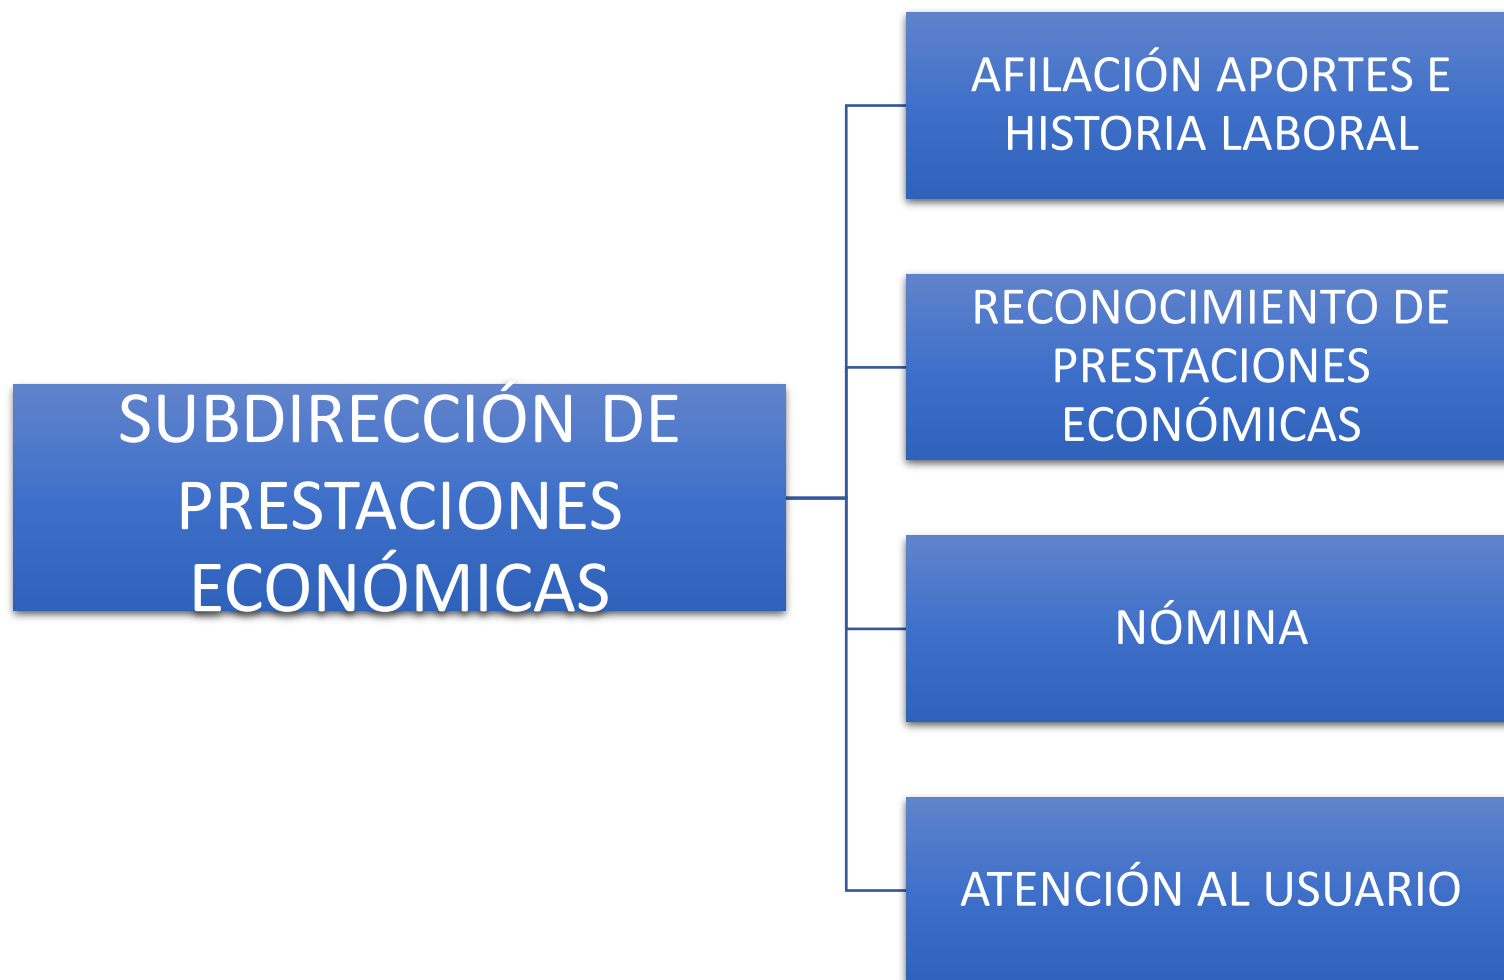 SUBDIRECCIÓN DE
PRESTACIONES
ECONÓMICAS
AFILACIÓN APORTES E
HISTORIA LABORAL
RECONOCIMIENTO DE
PRESTACIONES
ECONÓMICAS
NÓMINA
ATENCIÓN AL USUARIO